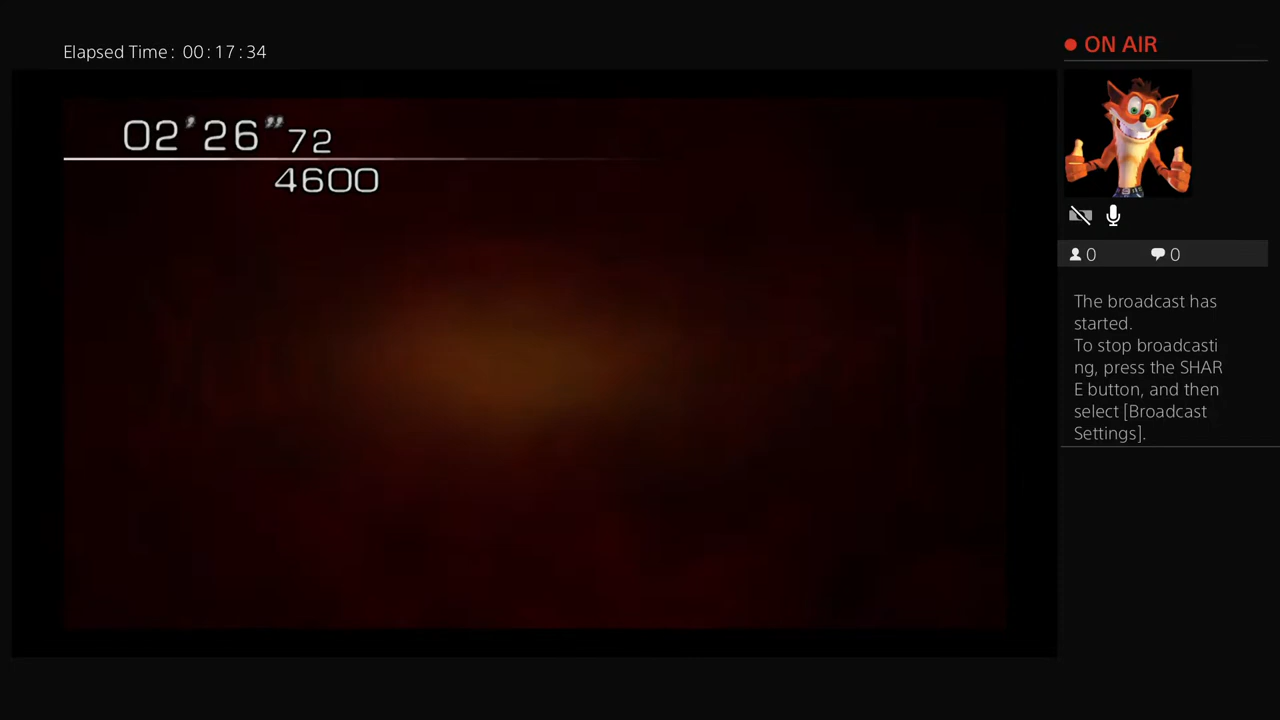 Elapsed Time: 00:17:34
ON AIR
02'26"72
4600
0
0
The broadcast has
started.
To stop broadcasti
ng, press the SHAR
E button, and then
select [Broadcast
Settings].